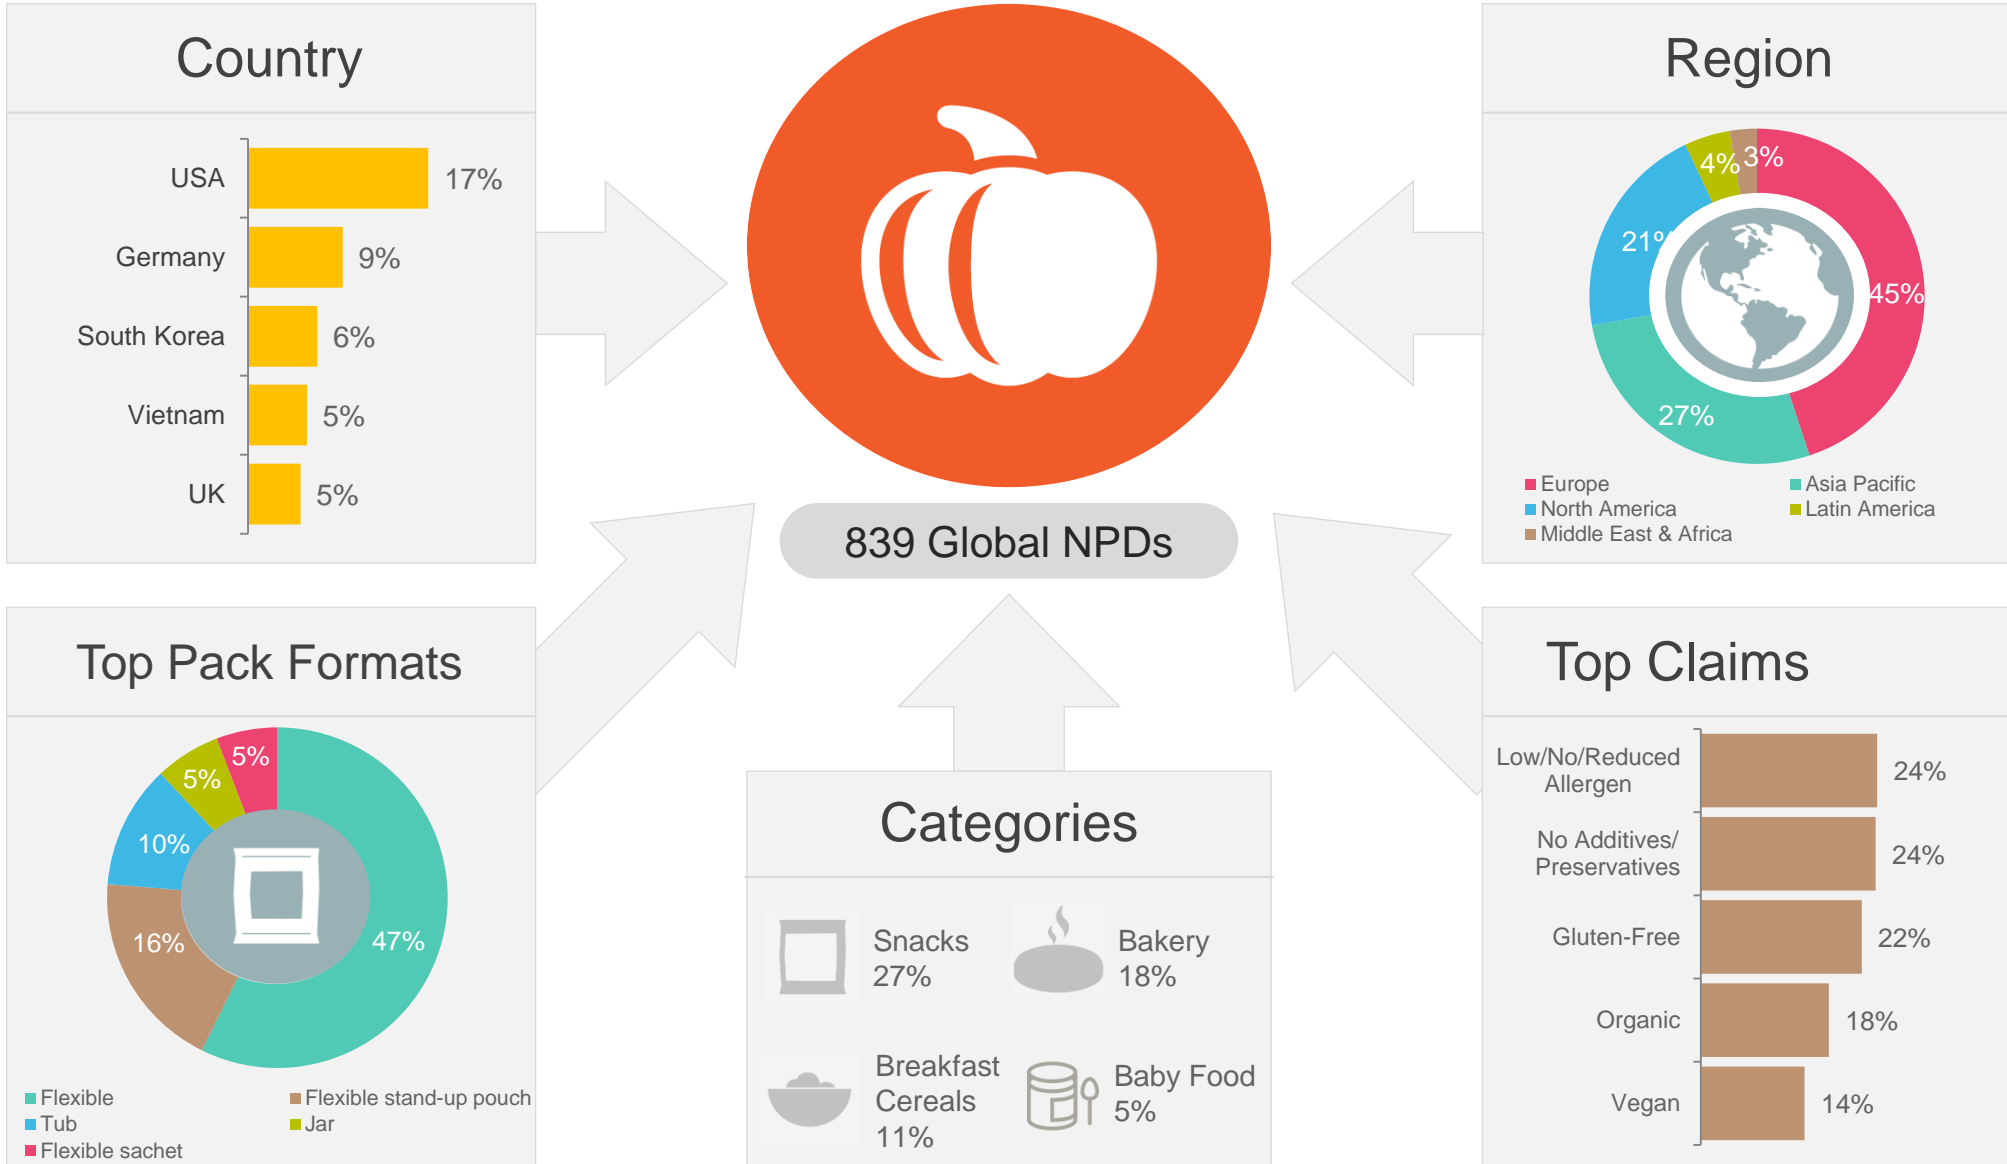 Country
USA
17%
Germany
9%
South Korea
6%
Vietnam
5%
UK
5%
839 Global NPDs
Region
3%
4%
21%
45%
27%
Europe
Asia Pacific
North America
Latin America
Middle East & Africa
Top Pack Formats
5%
5%
10%
16%
47%
Flexible
Flexible stand-up pouch
Tub
Jar
Flexible sachet
Categories
Snacks
27%
Bakery
18%
Breakfast
Cereals
11%
Baby Food
5%
Top Claims
Low/No/Reduced
Allergen
24%
No Additives/
Preservatives
24%
Gluten-Free
22%
Organic
18%
Vegan
14%